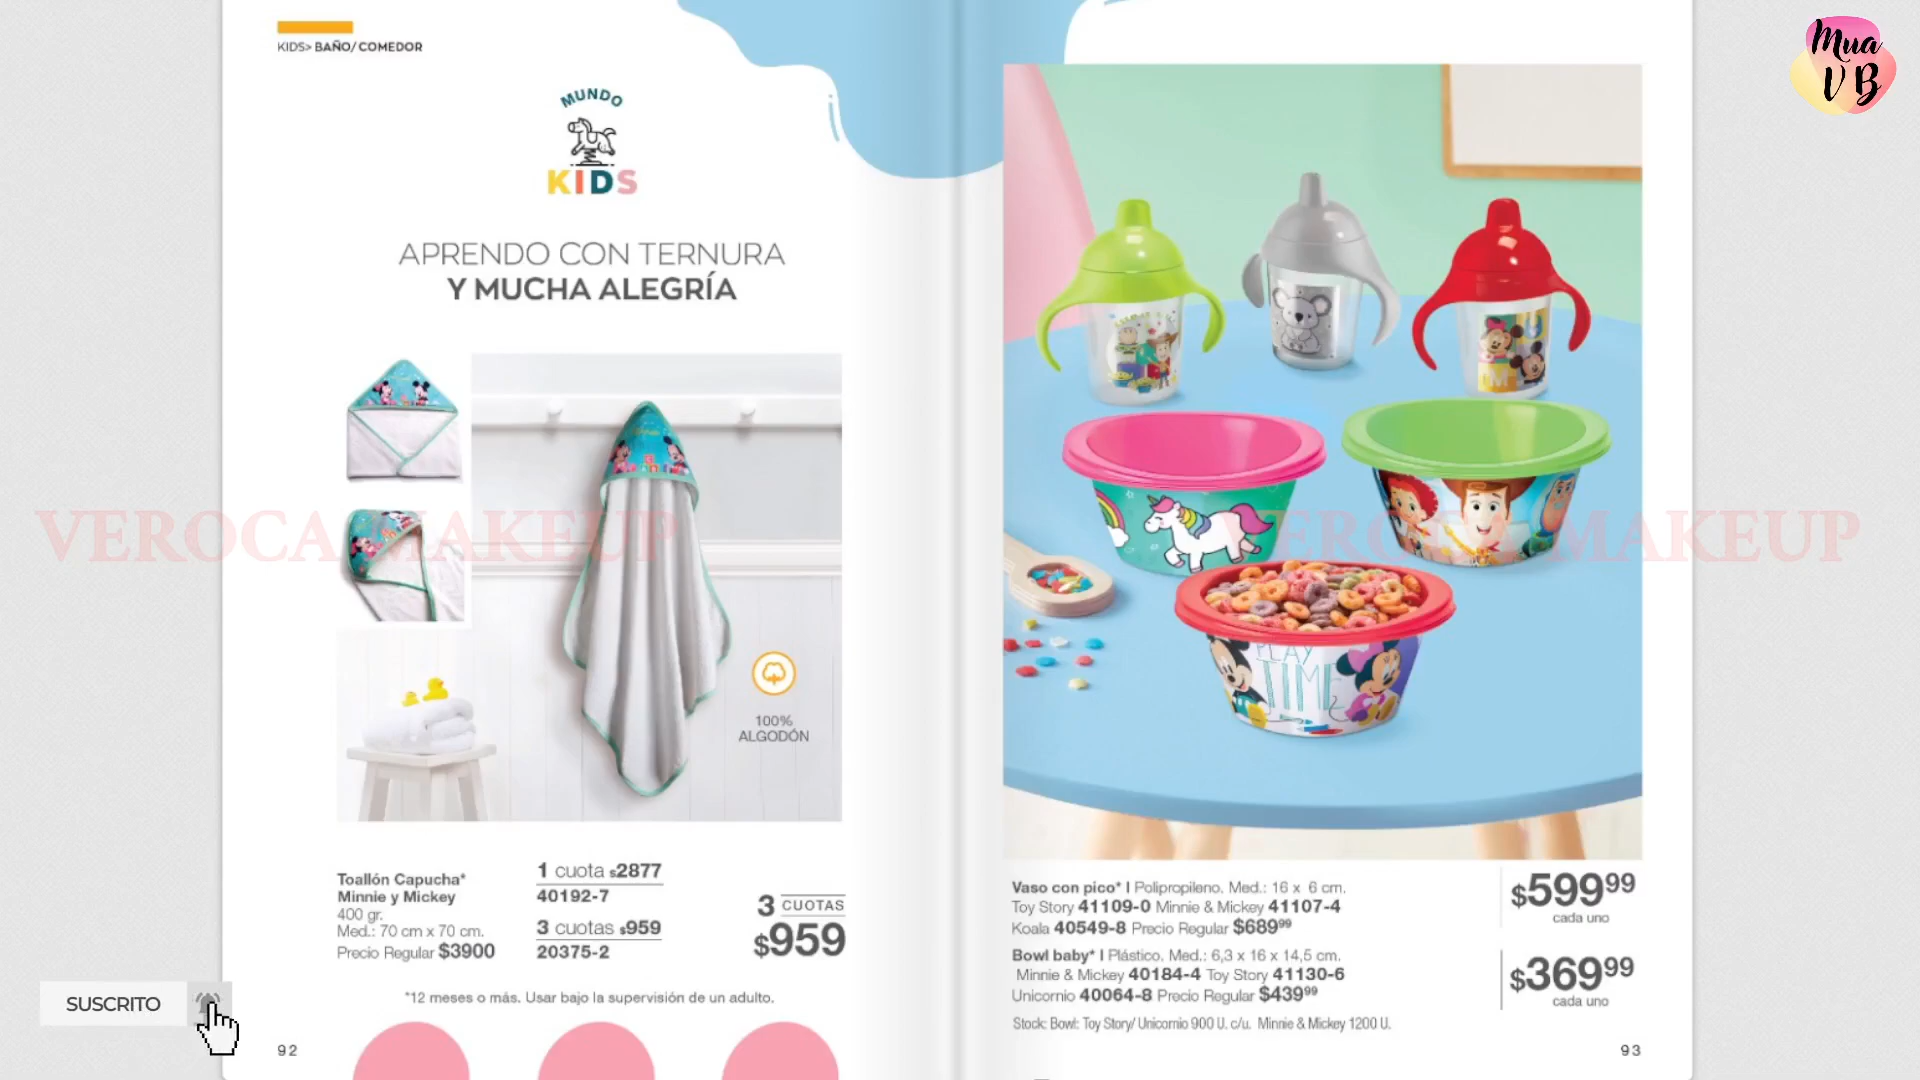 KIDS> BAÑO/COMEDOR
MUNDO
KIDS
APRENDO CON TERNURA
Y MUCHA ALEGRÍA
100%
ALGODÓN
Toallón Capucha*
Minnie y Mickey
400 gr.
Med.: 70 cm x 70 cm.
Precio Regular $3900
1 cuota $2877
40192-7
3 cuotas $959
20375-2
3 CUOTAS
$959
*12 meses o más. Usar bajo la supervisión de un adulto.
92
PLAY
TIME
Vaso con pico* I Polipropileno. Med.: 16 x 6 cm.
Toy Story 41109-0 Minnie & Mickey 41107-4
Koala 40549-8 Precio Regular $689⁹⁹
$599⁹⁹
cada uno
Bowl baby* I Plástico. Med.: 6,3 x 16 x 14,5 cm.
Minnie & Mickey 40184-4 Toy Story 41130-6
Unicornio 40064-8 Precio Regular $439⁹⁹
$369⁹⁹
cada uno
Stock: Bowl: Toy Story/ Unicornio 900 U. c/u. Minnie & Mickey 1200 U.
93
Mua
VB
VEROCA MAKEUP
VEROCA MAKEUP
SUSCRITO